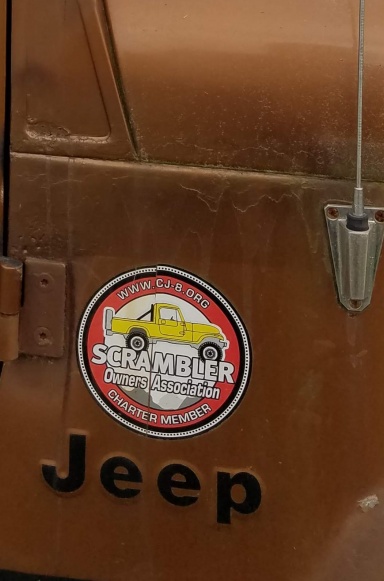 WWW.CJ-8.ORG
SCRAMBLER
Owners Association
CHARTER MEMBER
Jeep